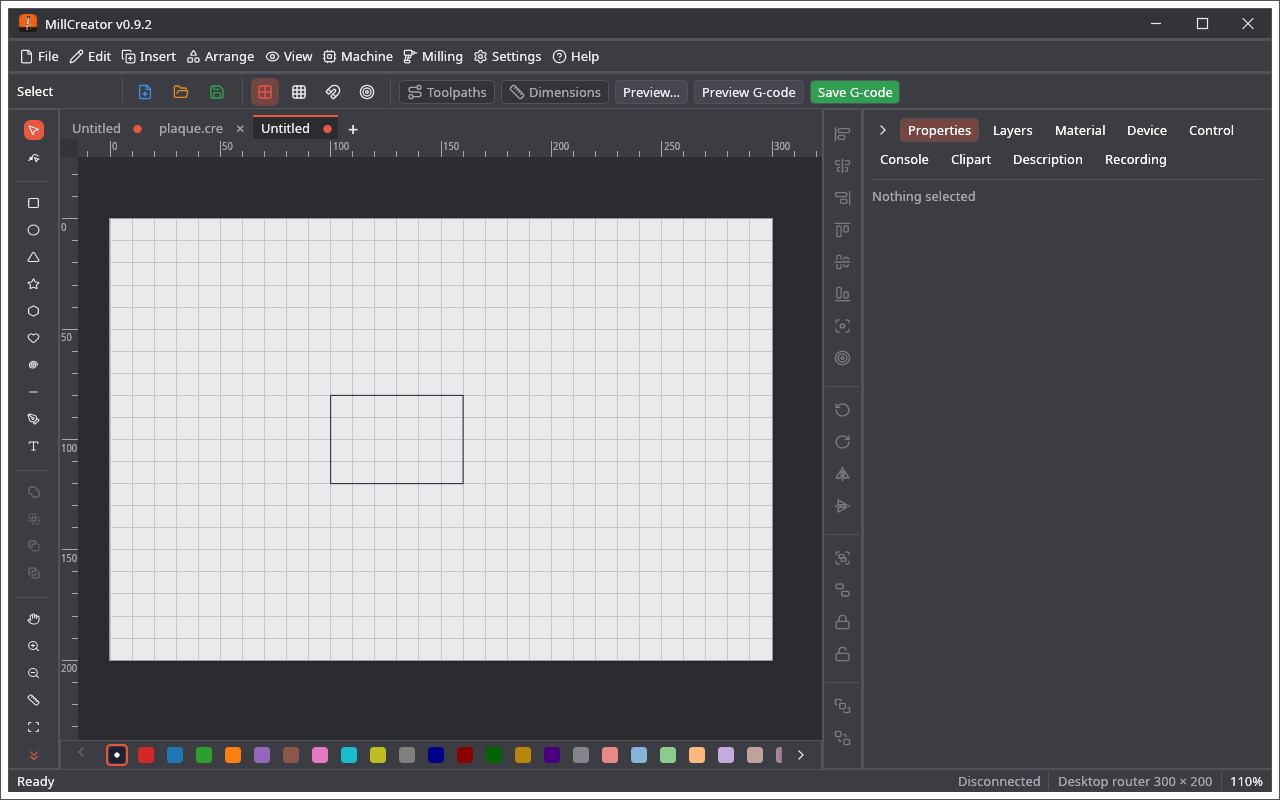 MillCreator v0.9.2
File Edit Insert Arrange View Machine Milling Settings Help
Select Toolpaths Dimensions Preview... Preview G-code Save G-code
Untitled plaque.cre Untitled
Properties Layers Material Device Control
Console Clipart Description Recording
Nothing selected
0 50 100 150 200 250 300
0
50
100
150
200
Ready Disconnected Desktop router 300 × 200 110%